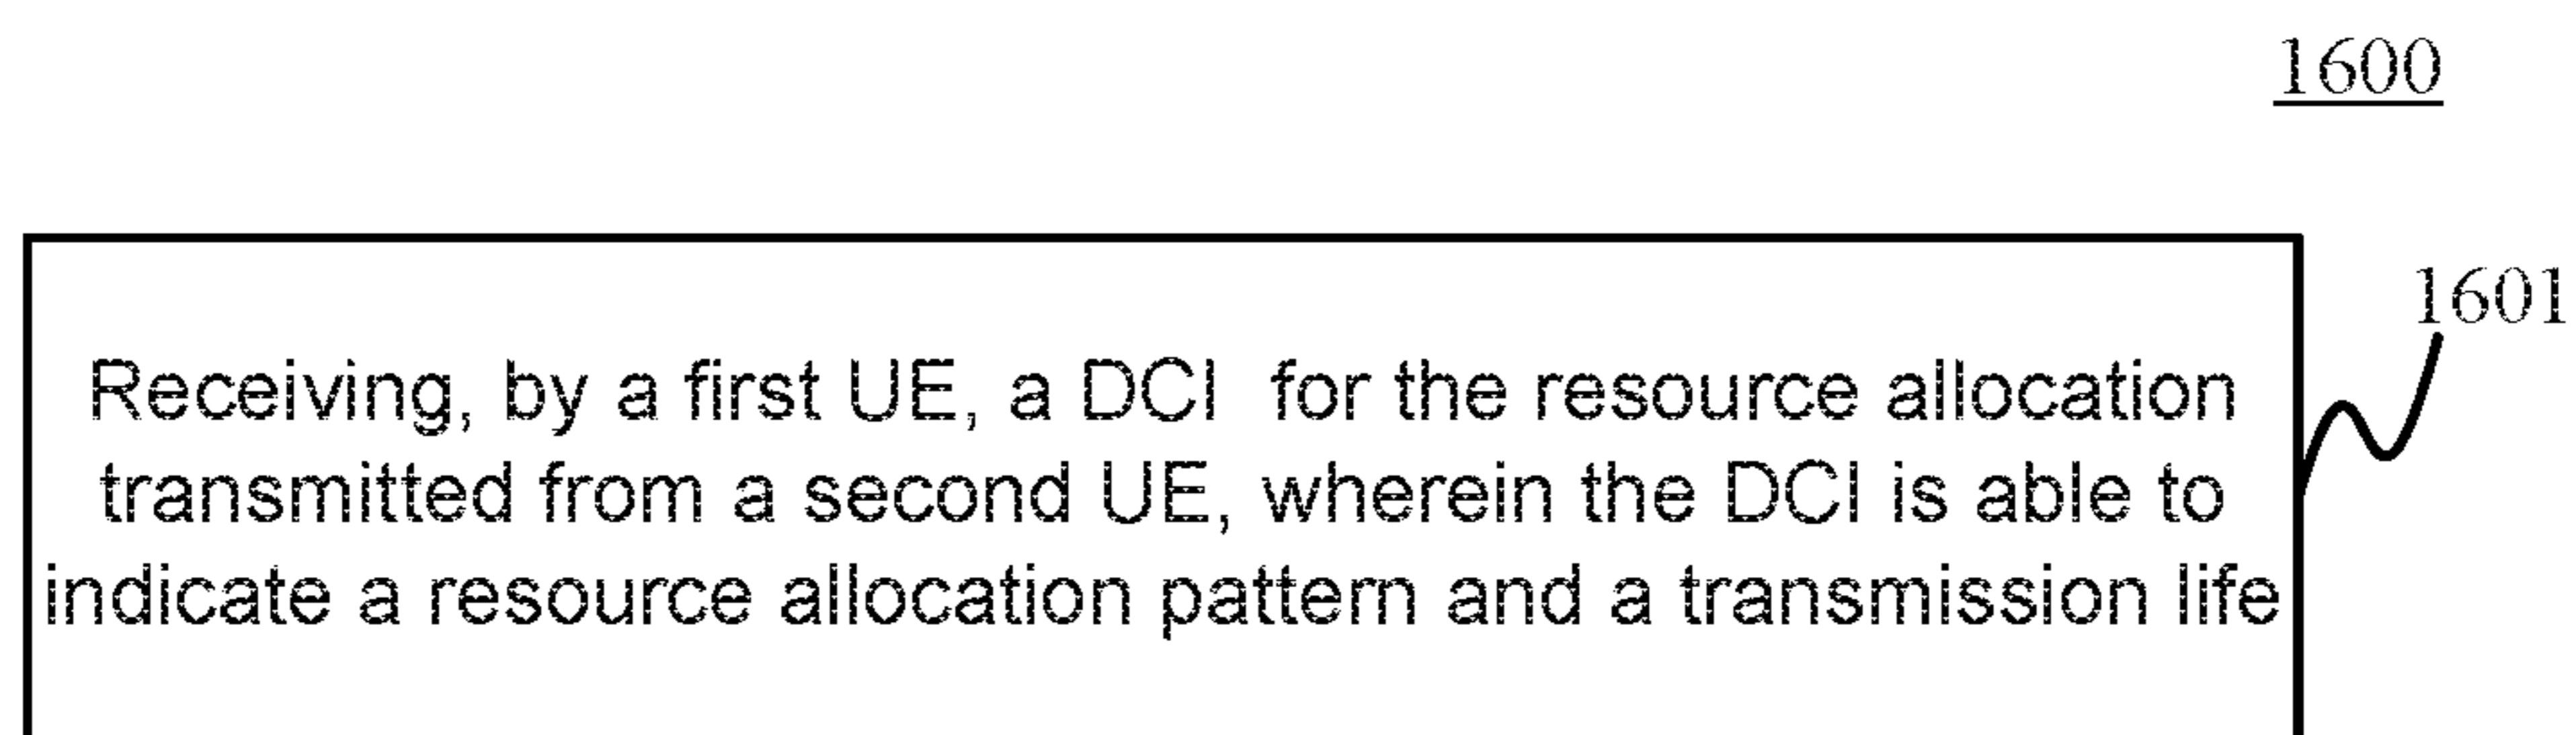 1600
1601
Receiving, by a first UE, a DCI for the resource allocation
transmitted from a second UE, wherein the DCI is able to
indicate a resource allocation pattern and a transmission life